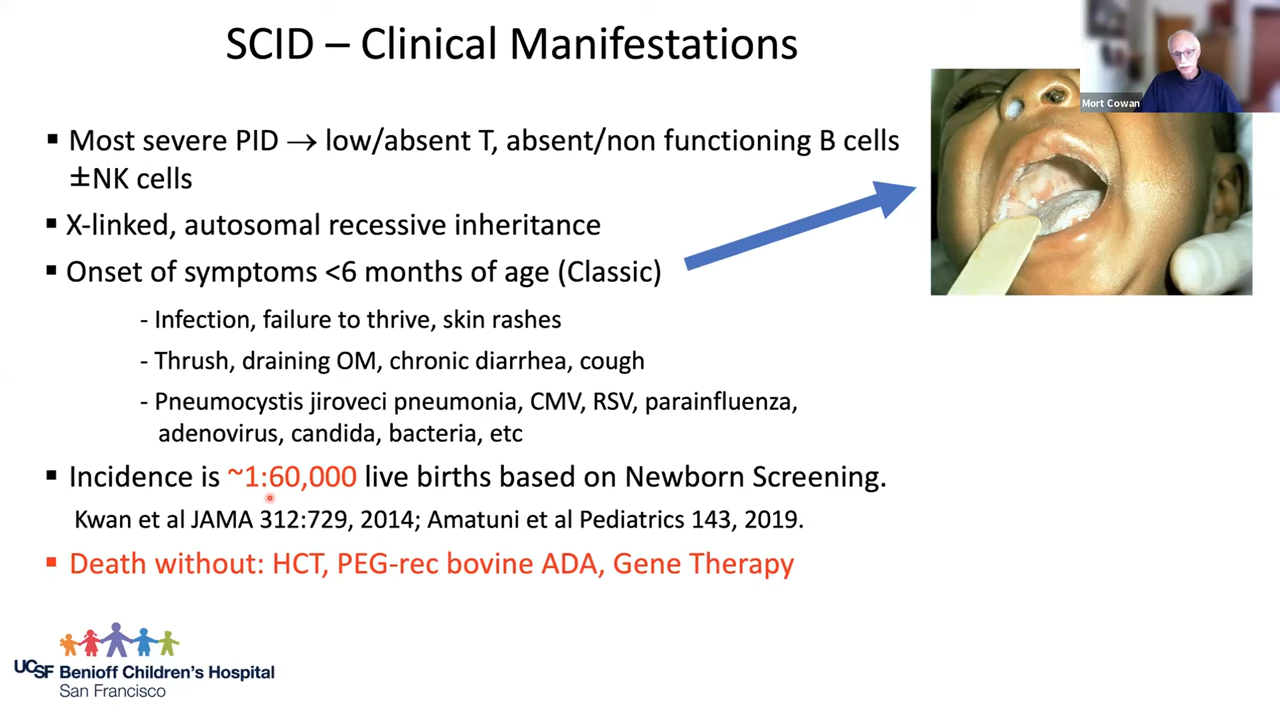 SCID – Clinical Manifestations
Mort Cowan
▪ Most severe PID → low/absent T, absent/non functioning B cells
±NK cells
▪ X-linked, autosomal recessive inheritance
▪ Onset of symptoms <6 months of age (Classic)
- Infection, failure to thrive, skin rashes
- Thrush, draining OM, chronic diarrhea, cough
- Pneumocystis jiroveci pneumonia, CMV, RSV, parainfluenza,
adenovirus, candida, bacteria, etc
▪ Incidence is ~1:60,000 live births based on Newborn Screening.
Kwan et al JAMA 312:729, 2014; Amatuni et al Pediatrics 143, 2019.
▪ Death without: HCT, PEG-rec bovine ADA, Gene Therapy
UCSF Benioff Children's Hospital
San Francisco